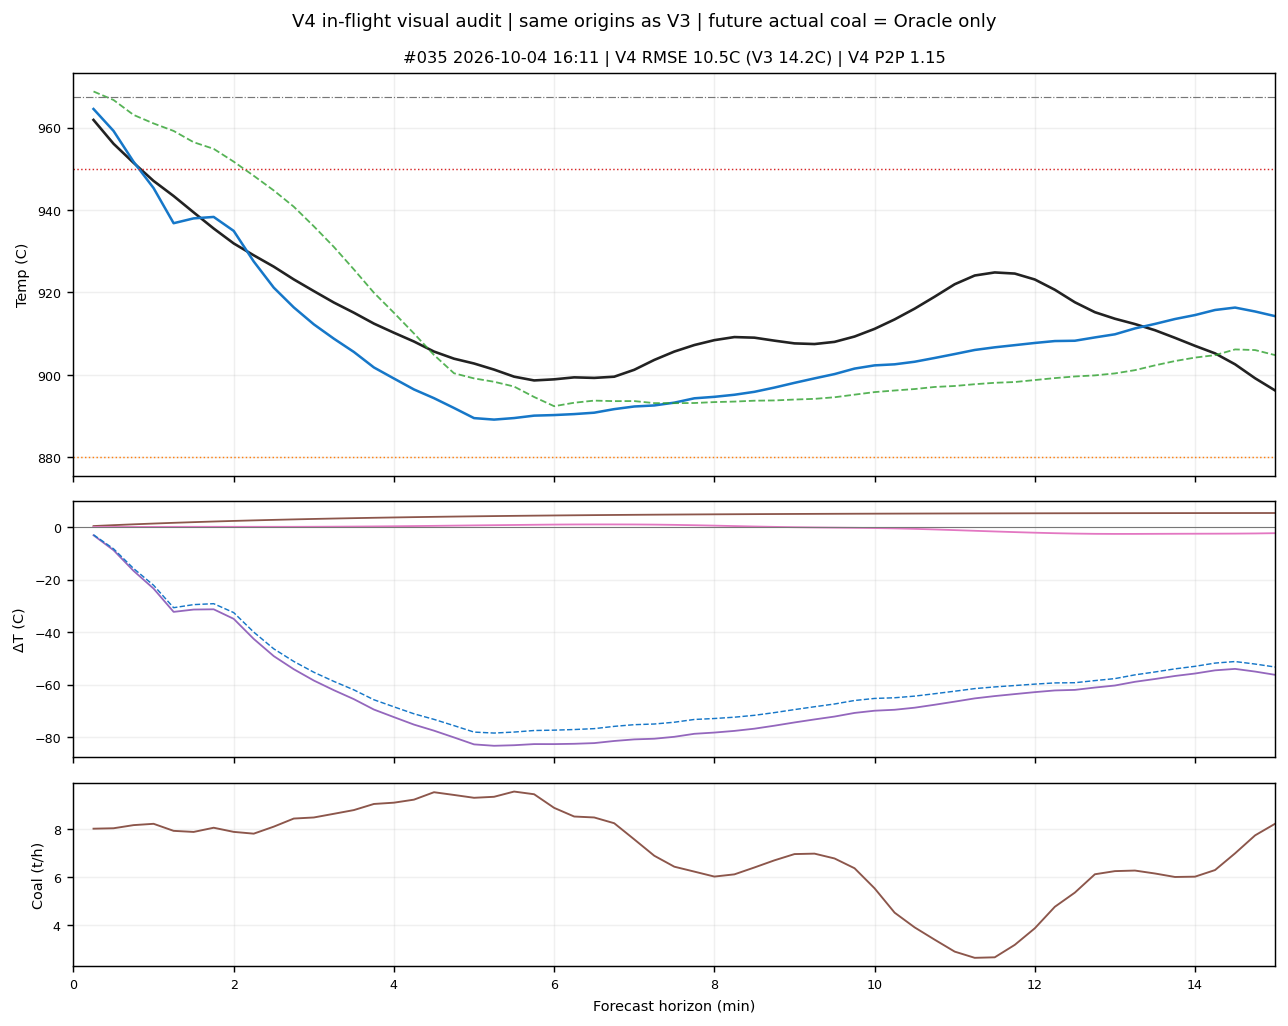 V4 in-flight visual audit | same origins as V3 | future actual coal = Oracle only
#035 2026-10-04 16:11 | V4 RMSE 10.5C (V3 14.2C) | V4 P2P 1.15
Temp (C)
960
940
920
900
880
ΔT (C)
0
−20
−40
−60
−80
Coal (t/h)
8
6
4
0 2 4 6 8 10 12 14
Forecast horizon (min)